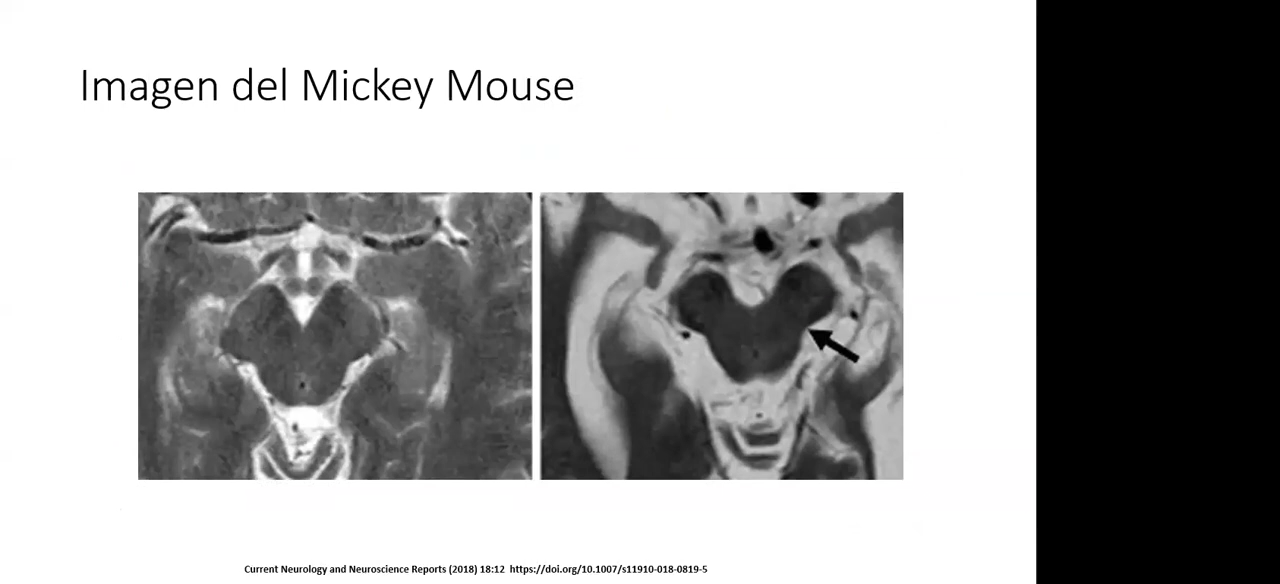 Imagen del Mickey Mouse
Current Neurology and Neuroscience Reports (2018) 18:12 https://doi.org/10.1007/s11910-018-0819-5